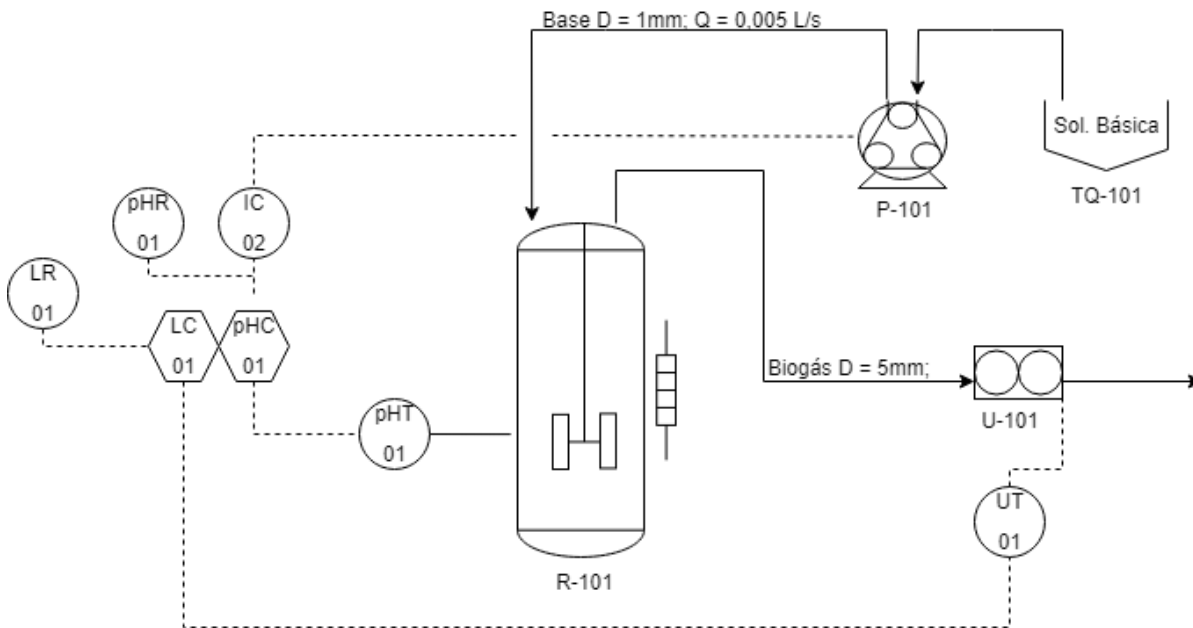 Base D = 1mm; Q = 0,005 L/s
Sol. Básica
P-101
TQ-101
pHR
01
IC
02
LR
01
LC
01
pHC
01
pHT
01
Biogás D = 5mm;
U-101
UT
01
R-101